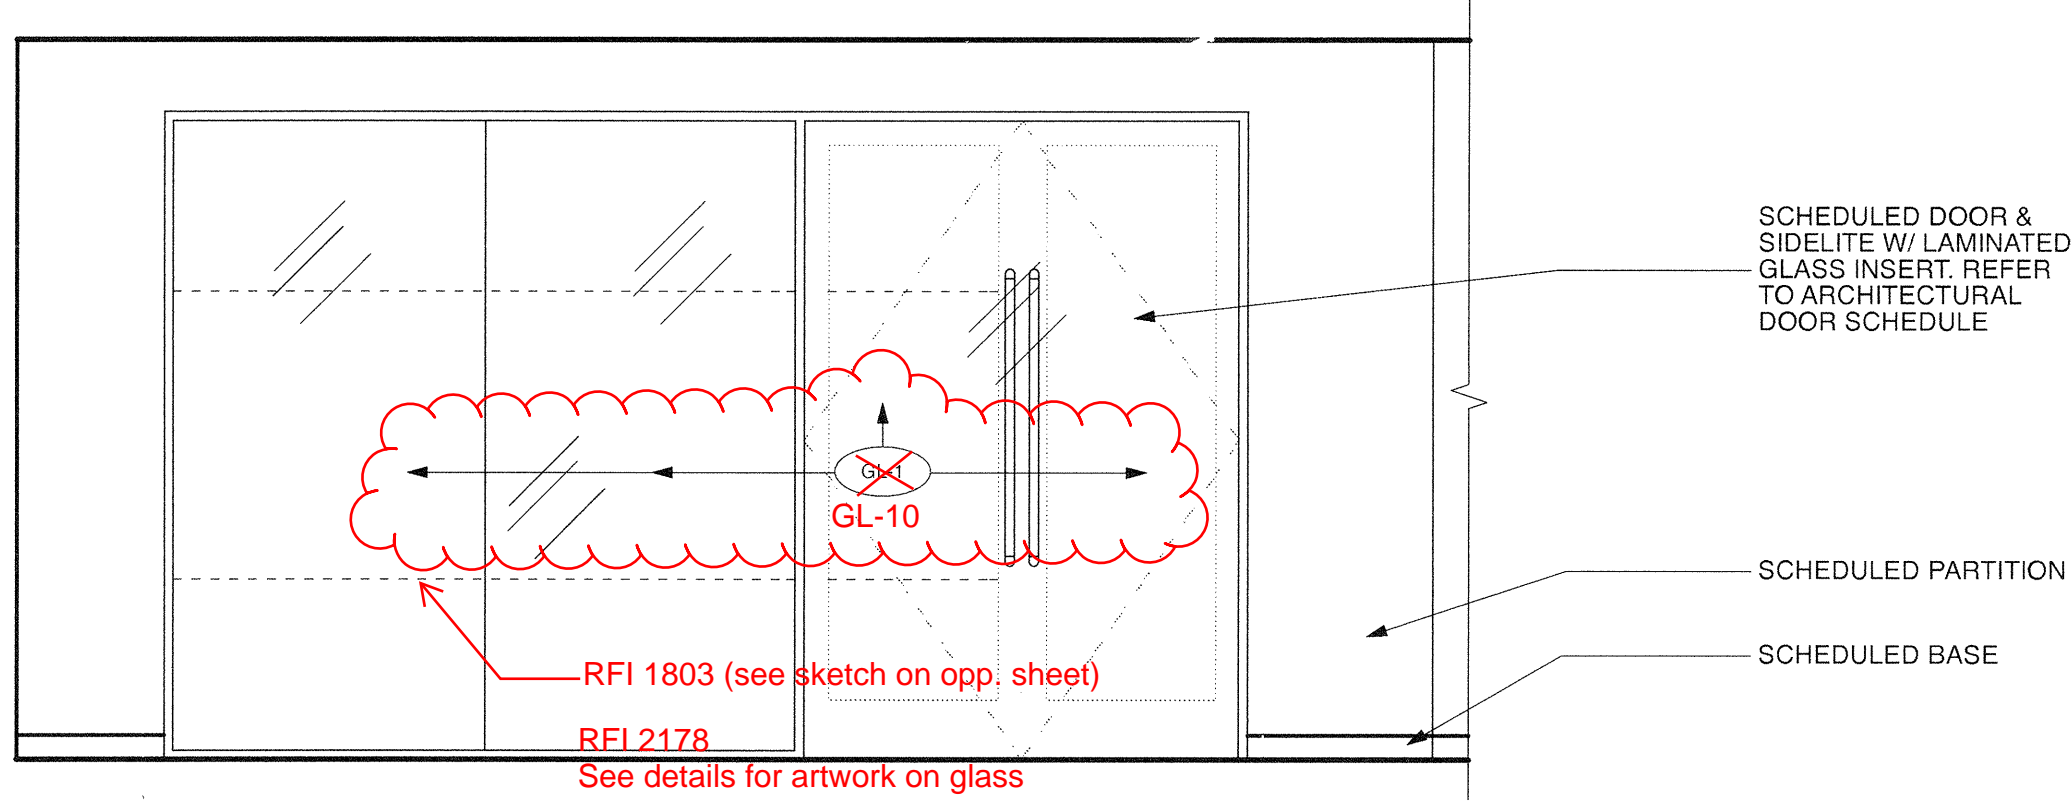 SCHEDULED DOOR &
SIDELITE W/ LAMINATED
GLASS INSERT. REFER
TO ARCHITECTURAL
DOOR SCHEDULE
GL-1
GL-10
SCHEDULED PARTITION
SCHEDULED BASE
RFI 1803 (see sketch on opp. sheet)
RFI 2178
See details for artwork on glass